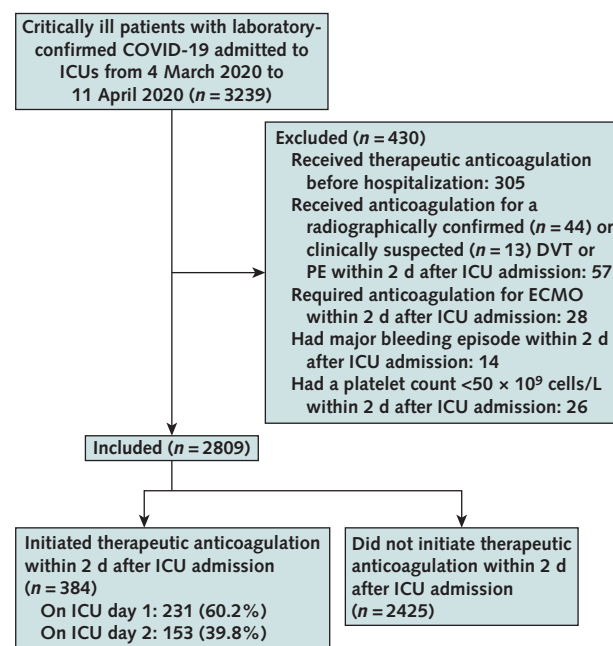 Critically ill patients with laboratory-
confirmed COVID-19 admitted to
ICUs from 4 March 2020 to
11 April 2020 (n = 3239)
Excluded (n = 430)
Received therapeutic anticoagulation
before hospitalization: 305
Received anticoagulation for a
radiographically confirmed (n = 44) or
clinically suspected (n = 13) DVT or
PE within 2 d after ICU admission: 57
Required anticoagulation for ECMO
within 2 d after ICU admission: 28
Had major bleeding episode within 2 d
after ICU admission: 14
Had a platelet count <50 × 10⁹ cells/L
within 2 d after ICU admission: 26
Included (n = 2809)
Initiated therapeutic anticoagulation
within 2 d after ICU admission
(n = 384)
On ICU day 1: 231 (60.2%)
On ICU day 2: 153 (39.8%)
Did not initiate therapeutic
anticoagulation within 2 d
after ICU admission
(n = 2425)